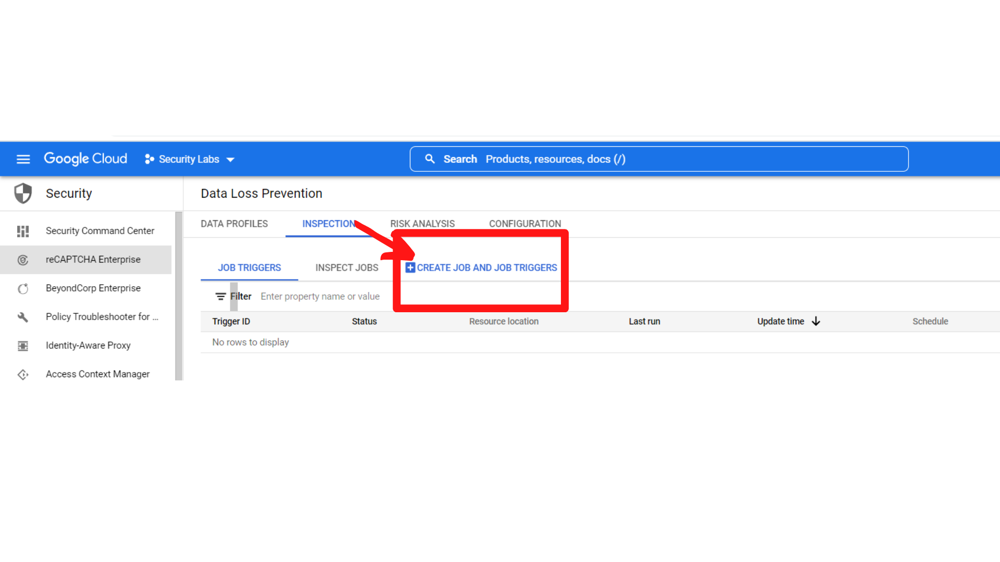 Google Cloud Security Labs Search Products, resources, docs (/)
Security
Data Loss Prevention
Security Command Center
reCAPTCHA Enterprise
BeyondCorp Enterprise
Policy Troubleshooter for ...
Identity-Aware Proxy
Access Context Manager
DATA PROFILES INSPECTION RISK ANALYSIS CONFIGURATION
JOB TRIGGERS INSPECT JOBS CREATE JOB AND JOB TRIGGERS
Filter Enter property name or value
Trigger ID Status Resource location Last run Update time Schedule
No rows to display